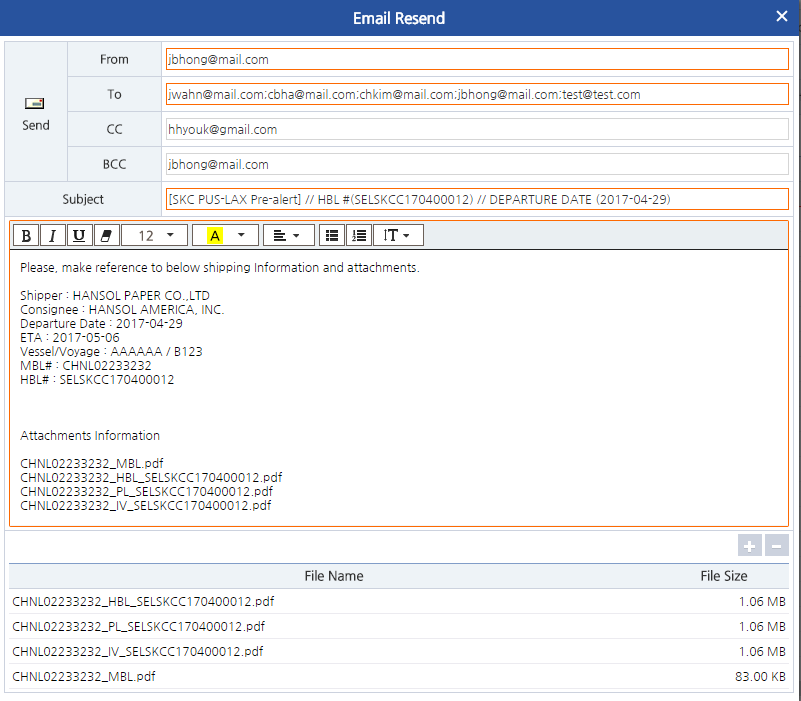 Email Resend
Send
From
jbhong@mail.com
To
jwahn@mail.com;cbha@mail.com;chkim@mail.com;jbhong@mail.com;test@test.com
CC
hhyouk@gmail.com
BCC
jbhong@mail.com
Subject
[SKC PUS-LAX Pre-alert] // HBL #(SELSKCC170400012) // DEPARTURE DATE (2017-04-29)
B I U 12 A
Please, make reference to below shipping Information and attachments.
Shipper : HANSOL PAPER CO.,LTD
Consignee : HANSOL AMERICA, INC.
Departure Date : 2017-04-29
ETA : 2017-05-06
Vessel/Voyage : AAAAAA / B123
MBL# : CHNL02233232
HBL# : SELSKCC170400012
Attachments Information
CHNL02233232_MBL.pdf
CHNL02233232_HBL_SELSKCC170400012.pdf
CHNL02233232_PL_SELSKCC170400012.pdf
CHNL02233232_IV_SELSKCC170400012.pdf
File Name File Size
CHNL02233232_HBL_SELSKCC170400012.pdf 1.06 MB
CHNL02233232_PL_SELSKCC170400012.pdf 1.06 MB
CHNL02233232_IV_SELSKCC170400012.pdf 1.06 MB
CHNL02233232_MBL.pdf 83.00 KB